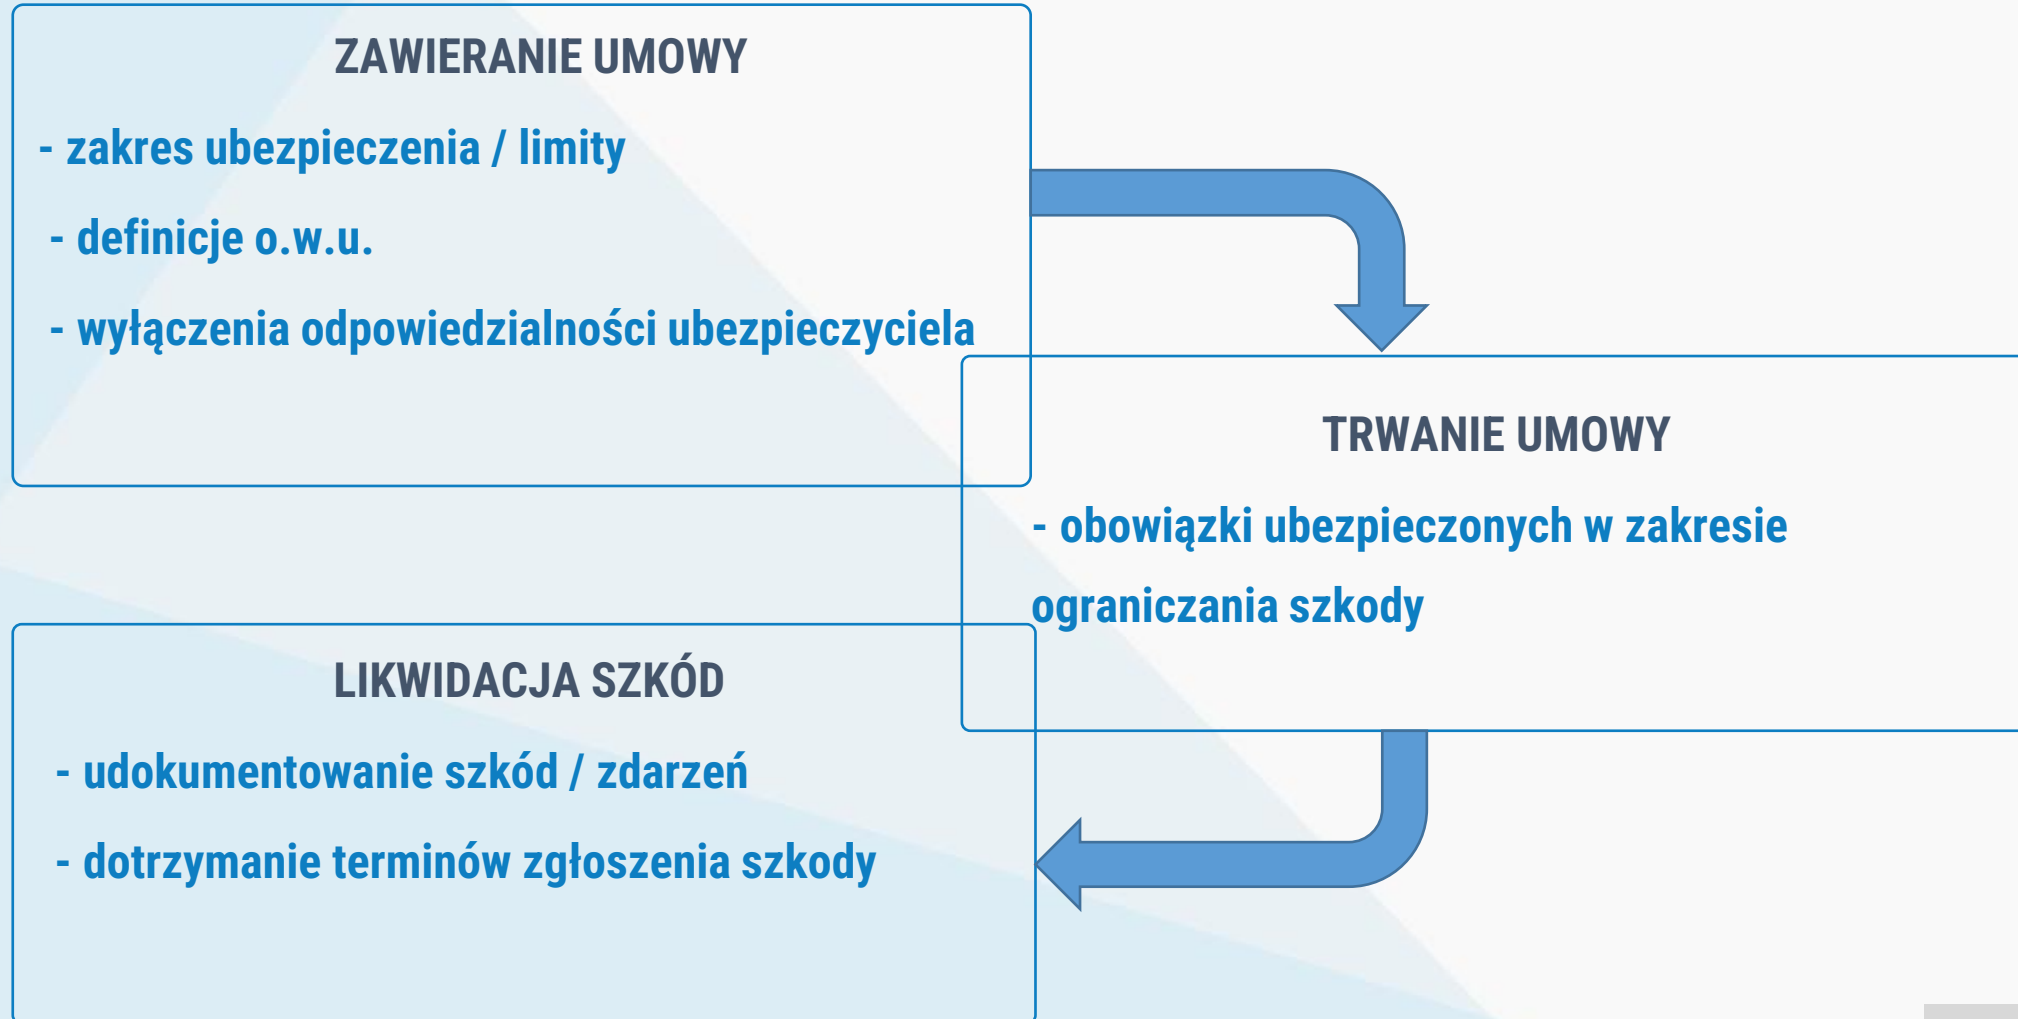 ZAWIERANIE UMOWY
- zakres ubezpieczenia / limity
- definicje o.w.u.
- wyłączenia odpowiedzialności ubezpieczyciela
TRWANIE UMOWY
- obowiązki ubezpieczonych w zakresie
ograniczania szkody
LIKWIDACJA SZKÓD
- udokumentowanie szkód / zdarzeń
- dotrzymanie terminów zgłoszenia szkody